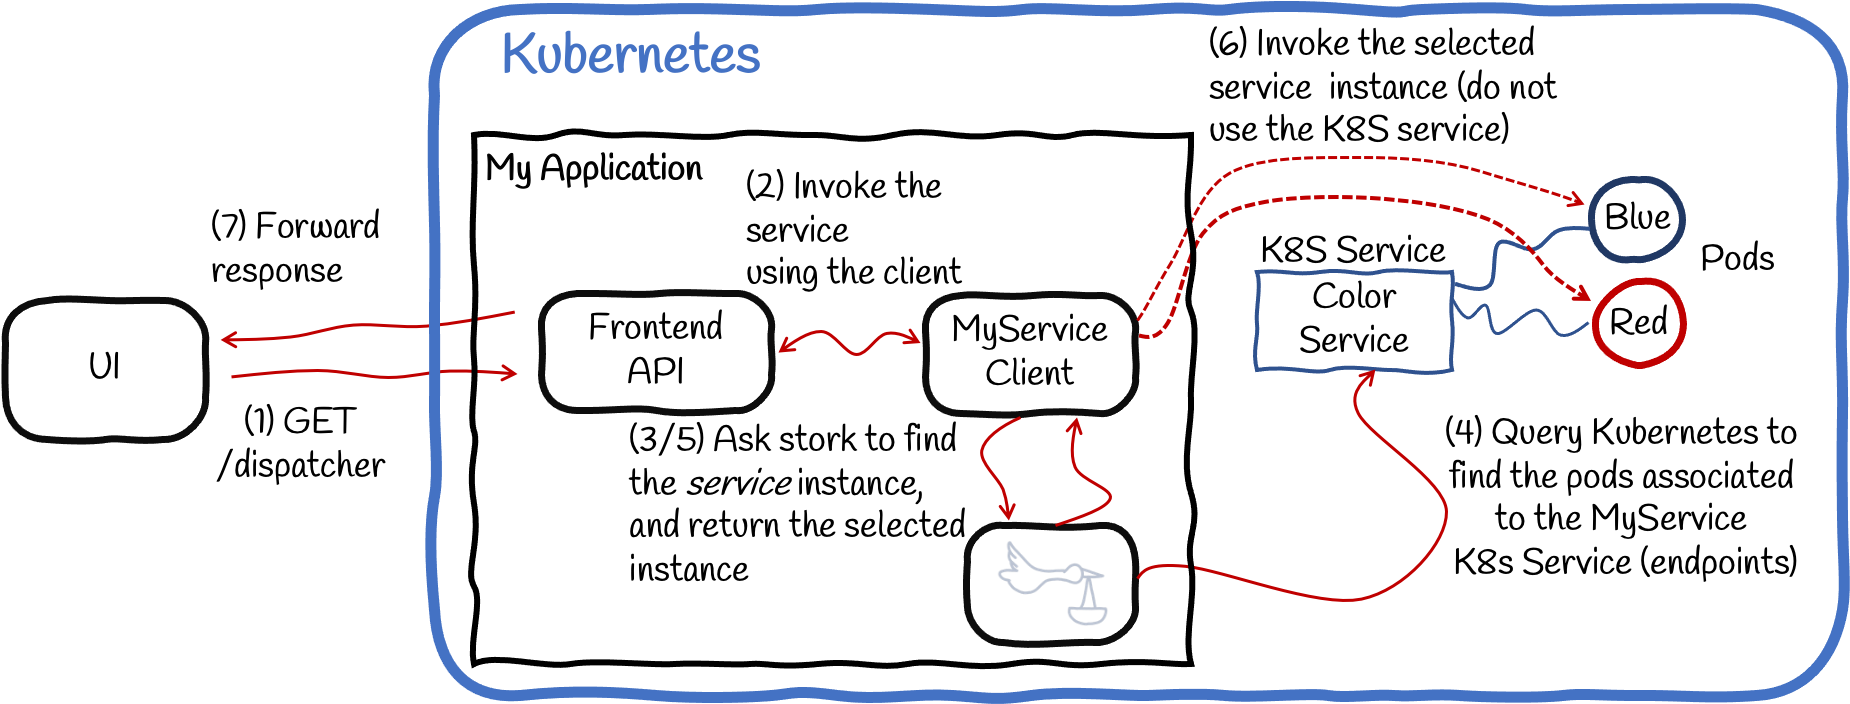 Kubernetes
(6) Invoke the selected
service instance (do not
use the K8S service)
My Application
(2) Invoke the
service
using the client
(7) Forward
response
Blue
Pods
K8S Service
Color
Service
Red
UI
Frontend
API
MyService
Client
(1) GET
/dispatcher
(3/5) Ask stork to find
the service instance,
and return the selected
instance
(4) Query Kubernetes to
find the pods associated
to the MyService
K8s Service (endpoints)